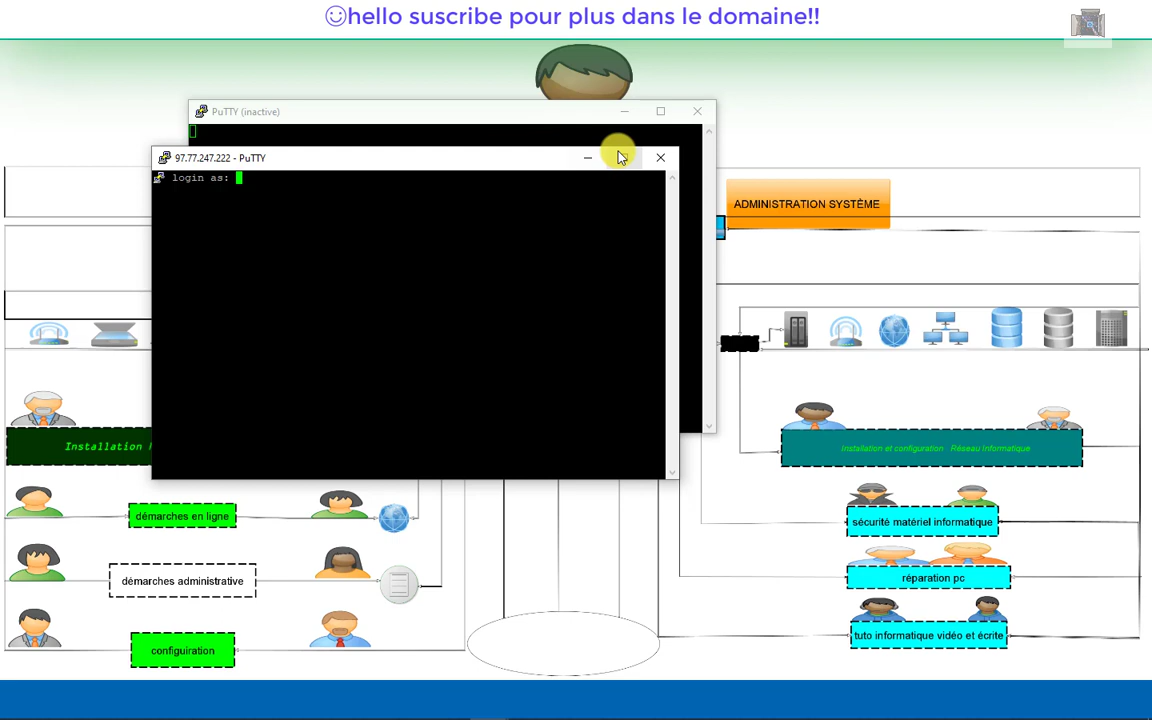 hello suscribe pour plus dans le domaine!!
PuTTY (inactive)
97.77.247.222 - PuTTY
login as:
ADMINISTRATION SYSTÈME
Installation
Installation et configuration Réseau Informatique
démarches en ligne
sécurité matériel informatique
démarches administrative
réparation pc
configuiration
tuto informatique vidéo et écrite